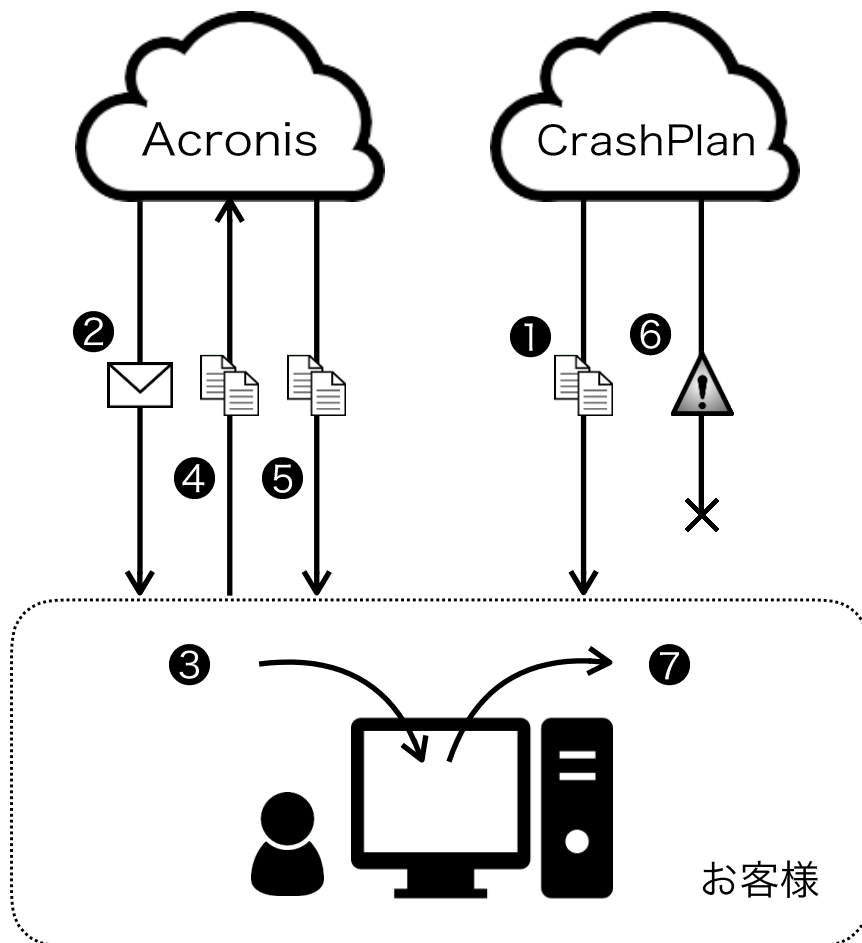 Acronis
CrashPlan
❷
❶
❻
❹
❺
❸
❼
お客様